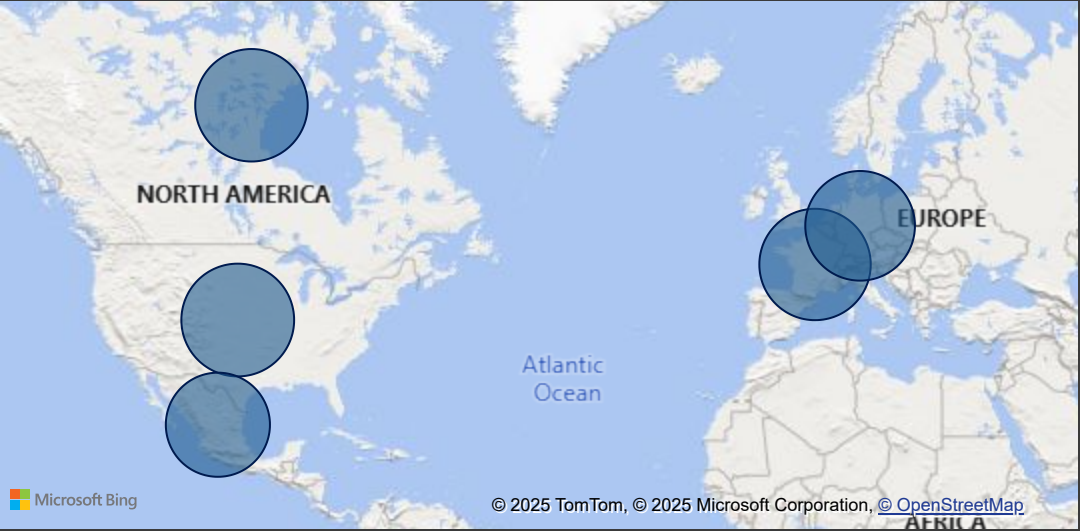 NORTH AMERICA
EUROPE
Atlantic
Ocean
Microsoft Bing
© 2025 TomTom, © 2025 Microsoft Corporation, © OpenStreetMap
AFRICA